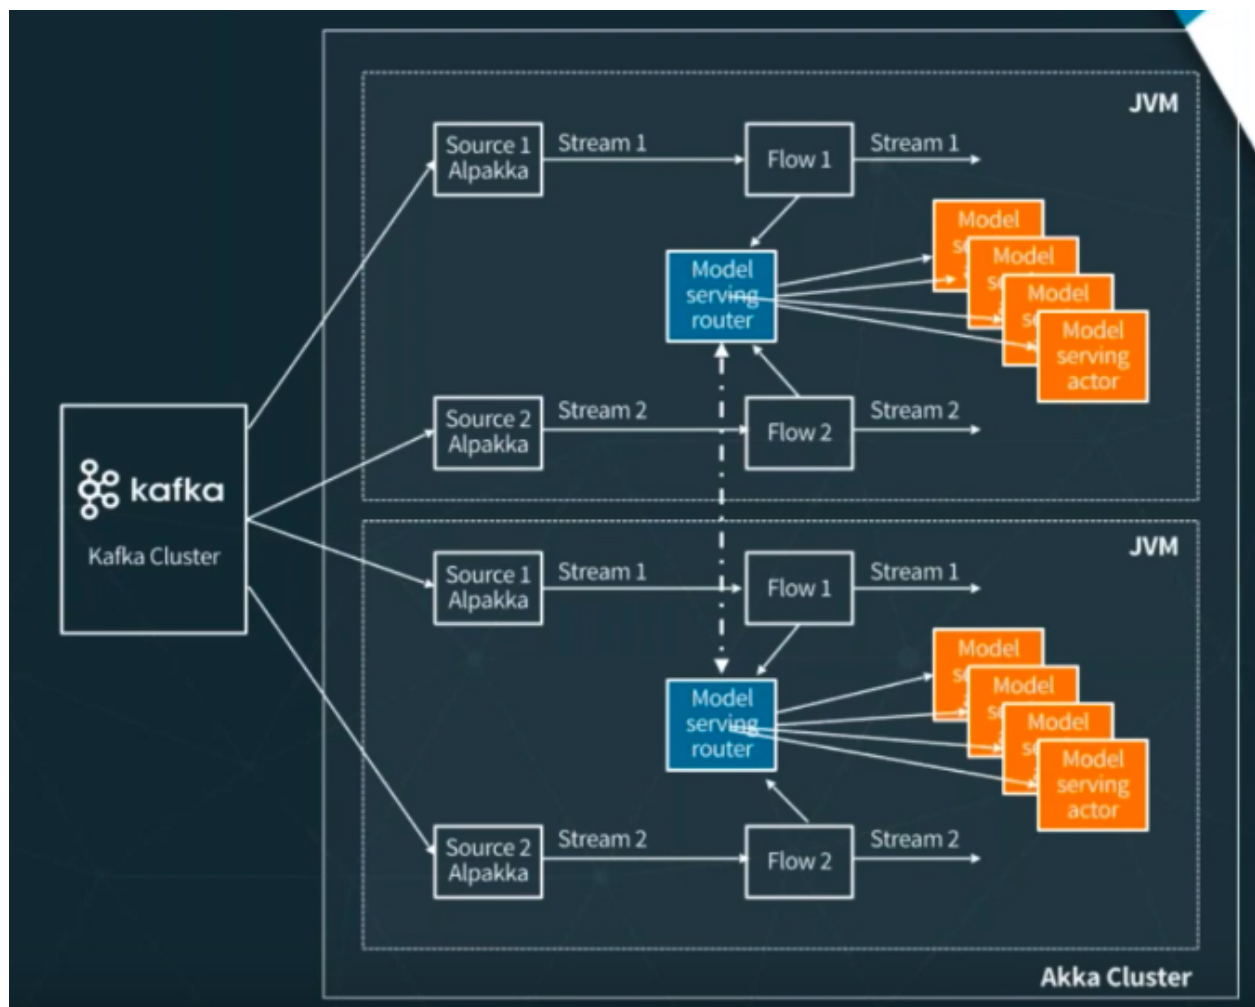 JVM
Source 1
Alpakka
Stream 1
Flow 1
Stream 1
Model
serving
router
Model
Model
Model
Model
serving
actor
Source 2
Alpakka
Stream 2
Flow 2
Stream 2
kafka
Kafka Cluster
JVM
Source 1
Alpakka
Stream 1
Flow 1
Stream 1
Model
serving
router
Model
Model
Model
Model
serving
actor
Source 2
Alpakka
Stream 2
Flow 2
Stream 2
Akka Cluster